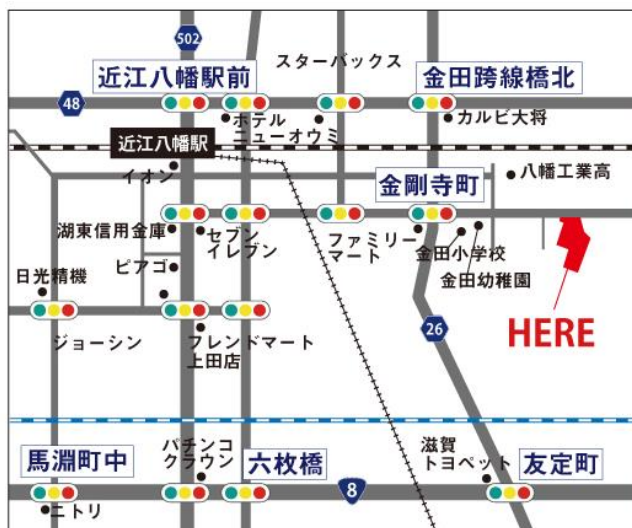 502
スターバックス
近江八幡駅前
金田跨線橋北
48
ホテル
ニューオウミ
カルビ大将
近江八幡駅
イオン
八幡工業高
金剛寺町
湖東信用金庫
セブン
イレブン
ファミリー
マート
金田小学校
金田幼稚園
ピアゴ
日光精機
ジョーシン
フレンドマート
上田店
26
HERE
馬淵町中
パチンコ
クラウン
六枚橋
滋賀
トヨペット
友定町
8
ニトリ